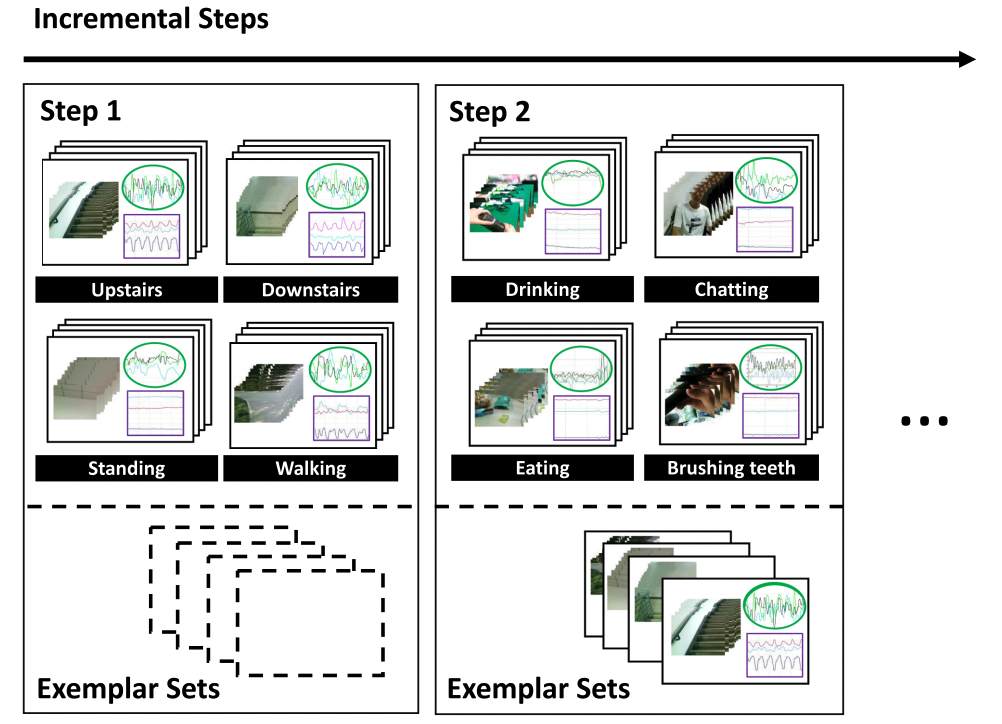 Incremental Steps
Step 1
Upstairs
Downstairs
Standing
Walking
Exemplar Sets
Step 2
Drinking
Chatting
Eating
Brushing teeth
Exemplar Sets
...